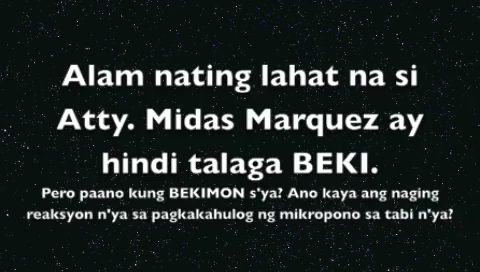 Alam nating lahat na si
Atty. Midas Marquez ay
hindi talaga BEKI.
Pero paano kung BEKIMON s'ya? Ano kaya ang naging
reaksyon n'ya sa pagkakahulog ng mikropono sa tabi n'ya?